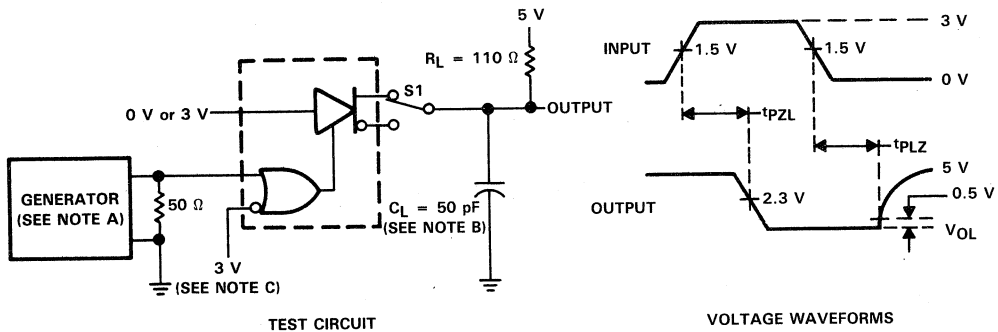 5 V
R_L = 110 Ω
S1
0 V or 3 V
OUTPUT
GENERATOR
(SEE NOTE A)
50 Ω
C_L = 50 pF
(SEE NOTE B)
3 V
(SEE NOTE C)
TEST CIRCUIT
3 V
INPUT
1.5 V
1.5 V
0 V
t_PZL
t_PLZ
5 V
0.5 V
OUTPUT
2.3 V
V_OL
VOLTAGE WAVEFORMS